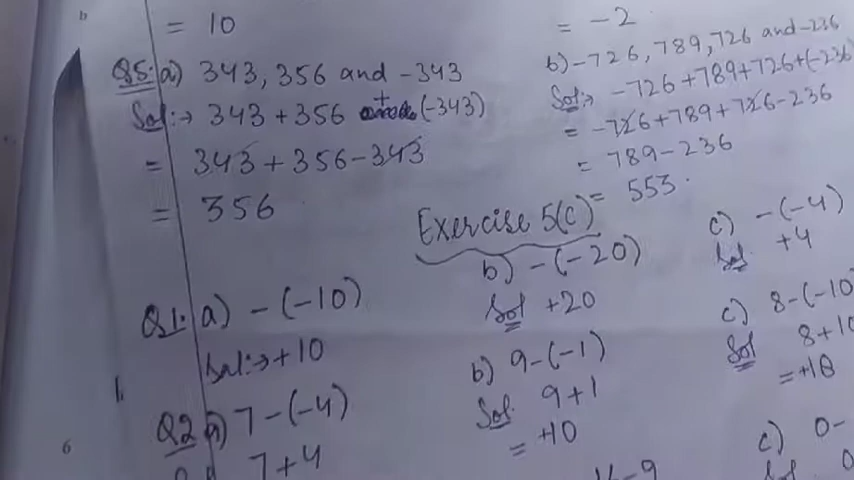 = 10
= -2
Q5. a) 343, 356 and -343
Sol:→ 343 + 356 + (-343)
= 343 + 356 - 343
= 356
b) -726, 789, 726 and -236
Sol:→ -726 + 789 + 726 + (-236
= -726 + 789 + 726 - 236
= 789 - 236
= 553.
Exercise 5(C)
Q1. a) - (-10)
Sol:→ +10
b) - (-20)
Sol +20
c) - (-4)
Sol. +4
Q2 a) 7 - (-4)
7 + 4
b) 9 - (-1)
Sol. 9 + 1
= +10
c) 8 - (-10
Sol 8 + 10
= +18
c) 0 -
6